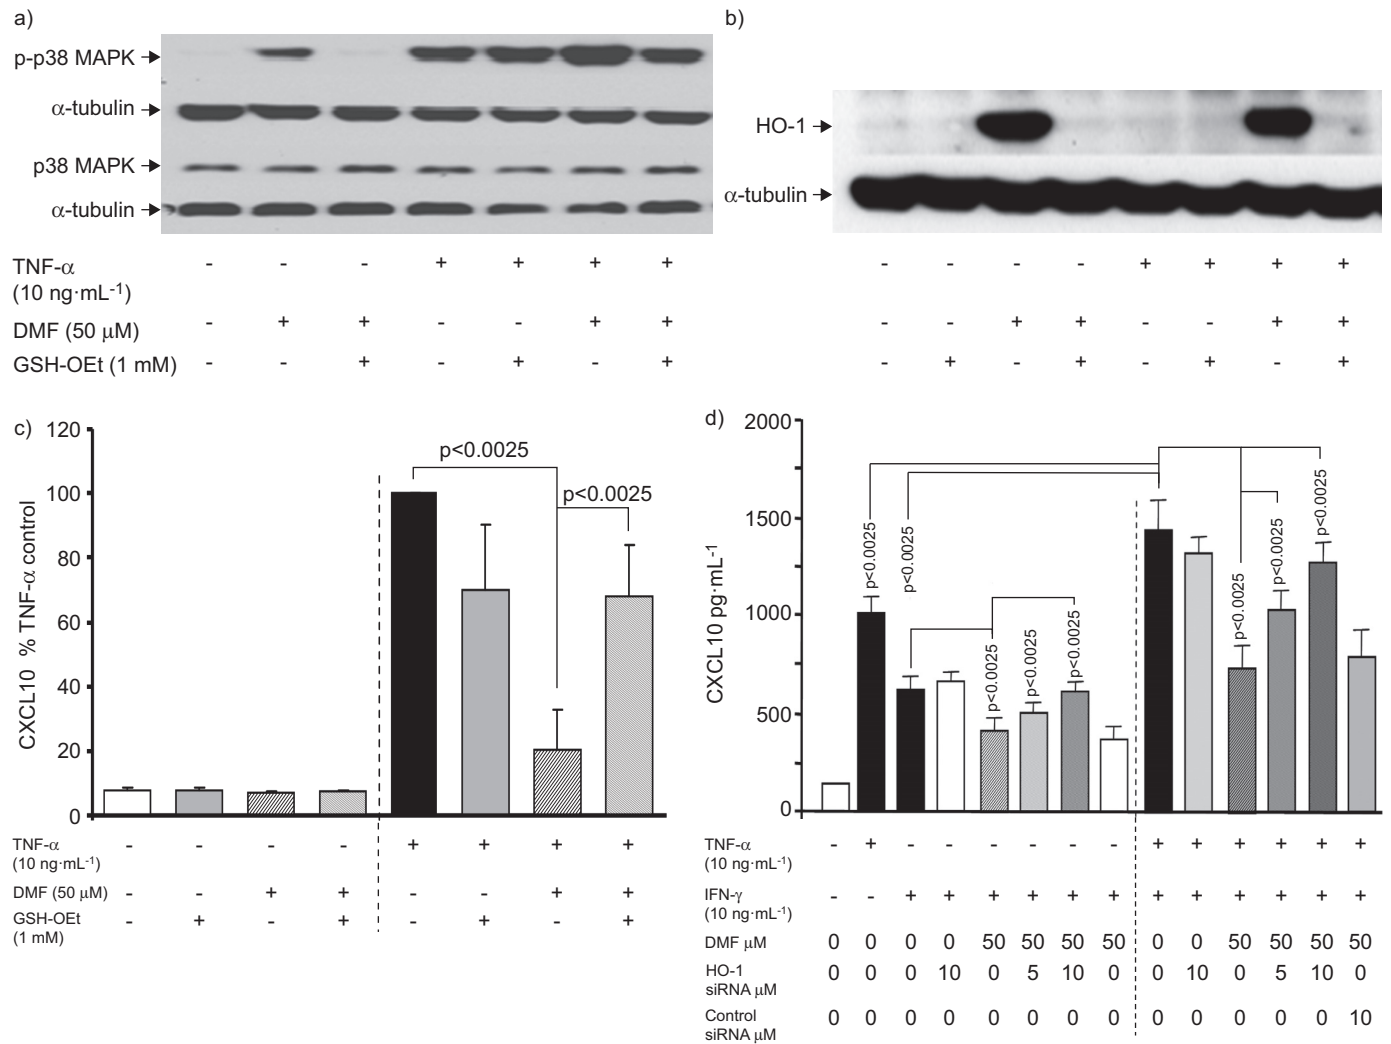 a)
p-p38 MAPK
α-tubulin
p38 MAPK
α-tubulin
TNF-α - - - + + + +
(10 ng·mL-1)
DMF (50 μM) - + + - - + +
GSH-OEt (1 mM) - - + - + - +
b)
HO-1
α-tubulin
- - - - + + + +
- - + + - - + +
- + - + - + - +
c)
CXCL10 % TNF-α control
120
100
80
60
40
20
0
p<0.0025
p<0.0025
TNF-α - - - - + + + +
(10 ng·mL-1)
DMF (50 μM) - - + + - - + +
GSH-OEt - + - + - + - +
(1 mM)
d)
CXCL10 pg·mL-1
2000
1500
1000
500
0
p<0.0025
p<0.0025
p<0.0025
p<0.0025
p<0.0025
p<0.0025
p<0.0025
p<0.0025
TNF-α - + - - - - - - + + + + + +
(10 ng·mL-1)
IFN-γ - - + + + + + + + + + + + +
(10 ng·mL-1)
DMF μM 0 0 0 0 50 50 50 50 0 0 50 50 50 50
HO-1 0 0 0 10 0 5 10 0 0 10 0 5 10 0
siRNA μM
Control 0 0 0 0 0 0 0 0 0 0 0 0 0 10
siRNA μM